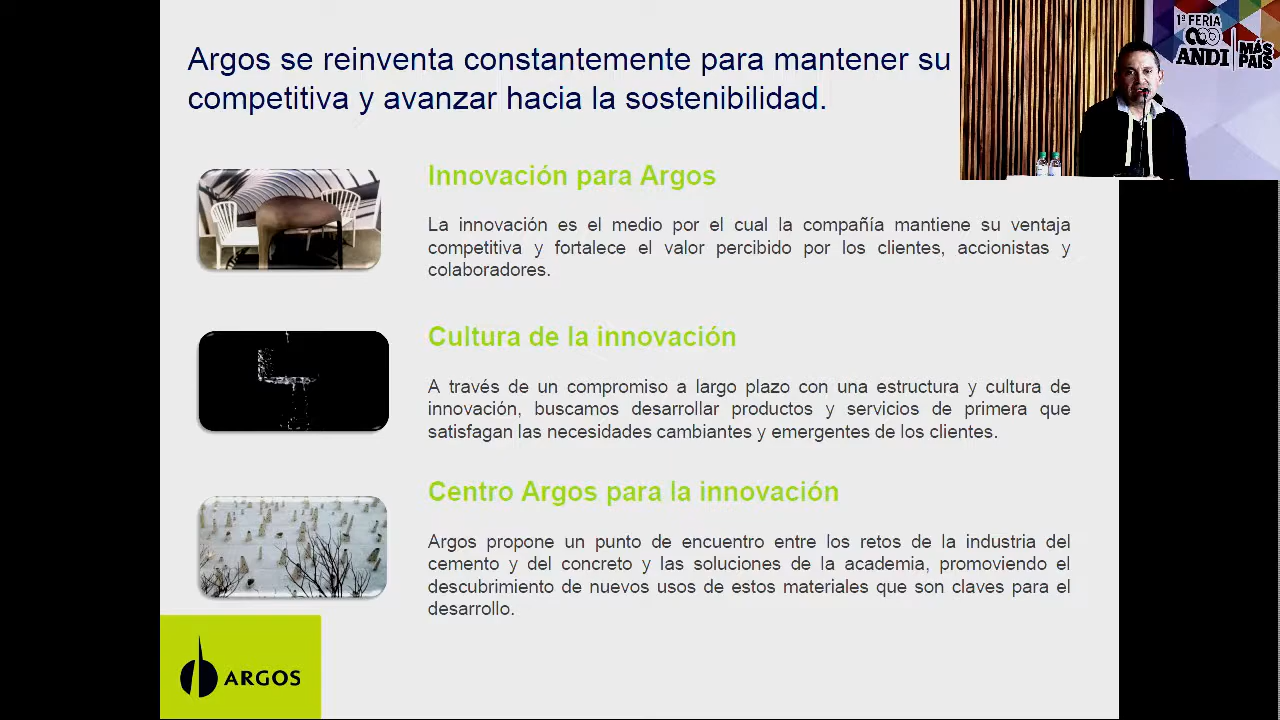 Argos se reinventa constantemente para mantener su
competitiva y avanzar hacia la sostenibilidad.
1ª FERIA
ANDI
MÁS
PAÍS
Innovación para Argos
La innovación es el medio por el cual la compañía mantiene su ventaja
competitiva y fortalece el valor percibido por los clientes, accionistas y
colaboradores.
Cultura de la innovación
A través de un compromiso a largo plazo con una estructura y cultura de
innovación, buscamos desarrollar productos y servicios de primera que
satisfagan las necesidades cambiantes y emergentes de los clientes.
Centro Argos para la innovación
Argos propone un punto de encuentro entre los retos de la industria del
cemento y del concreto y las soluciones de la academia, promoviendo el
descubrimiento de nuevos usos de estos materiales que son claves para el
desarrollo.
ARGOS